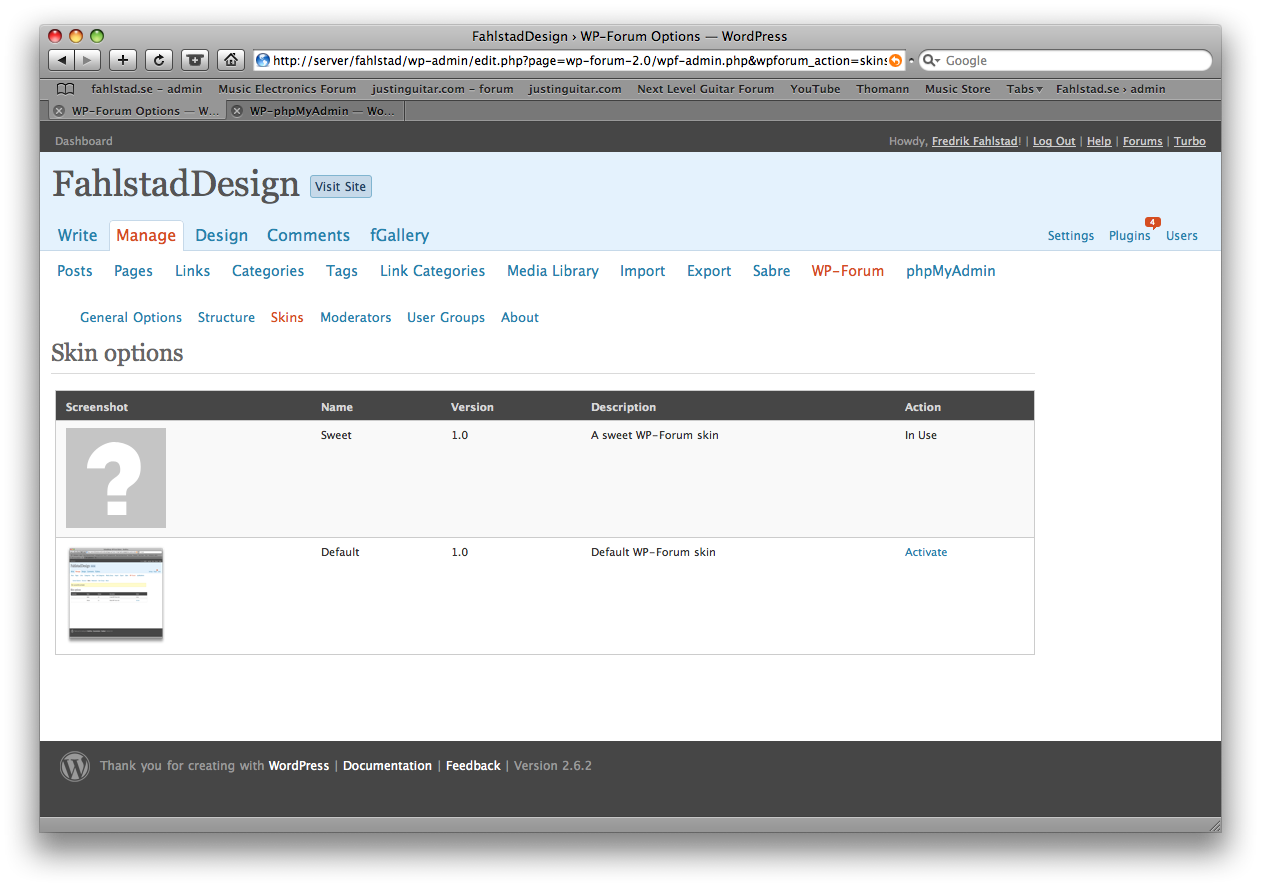 FahlstadDesign › WP-Forum Options — WordPress
http://server/fahlstad/wp-admin/edit.php?page=wp-forum-2.0/wpf-admin.php&wpforum_action=skins Google
fahlstad.se - admin Music Electronics Forum justinguitar.com - forum justinguitar.com Next Level Guitar Forum YouTube Thomann Music Store Tabs▾ Fahlstad.se › admin
WP-Forum Options — W... WP-phpMyAdmin — Wo...
Dashboard Howdy, Fredrik Fahlstad! | Log Out | Help | Forums | Turbo
FahlstadDesign Visit Site
4
Write Manage Design Comments fGallery Settings Plugins Users
Posts Pages Links Categories Tags Link Categories Media Library Import Export Sabre WP-Forum phpMyAdmin
General Options Structure Skins Moderators User Groups About
Skin options
Screenshot Name Version Description Action
Sweet 1.0 A sweet WP-Forum skin In Use
?
Default 1.0 Default WP-Forum skin Activate
Thank you for creating with WordPress | Documentation | Feedback | Version 2.6.2